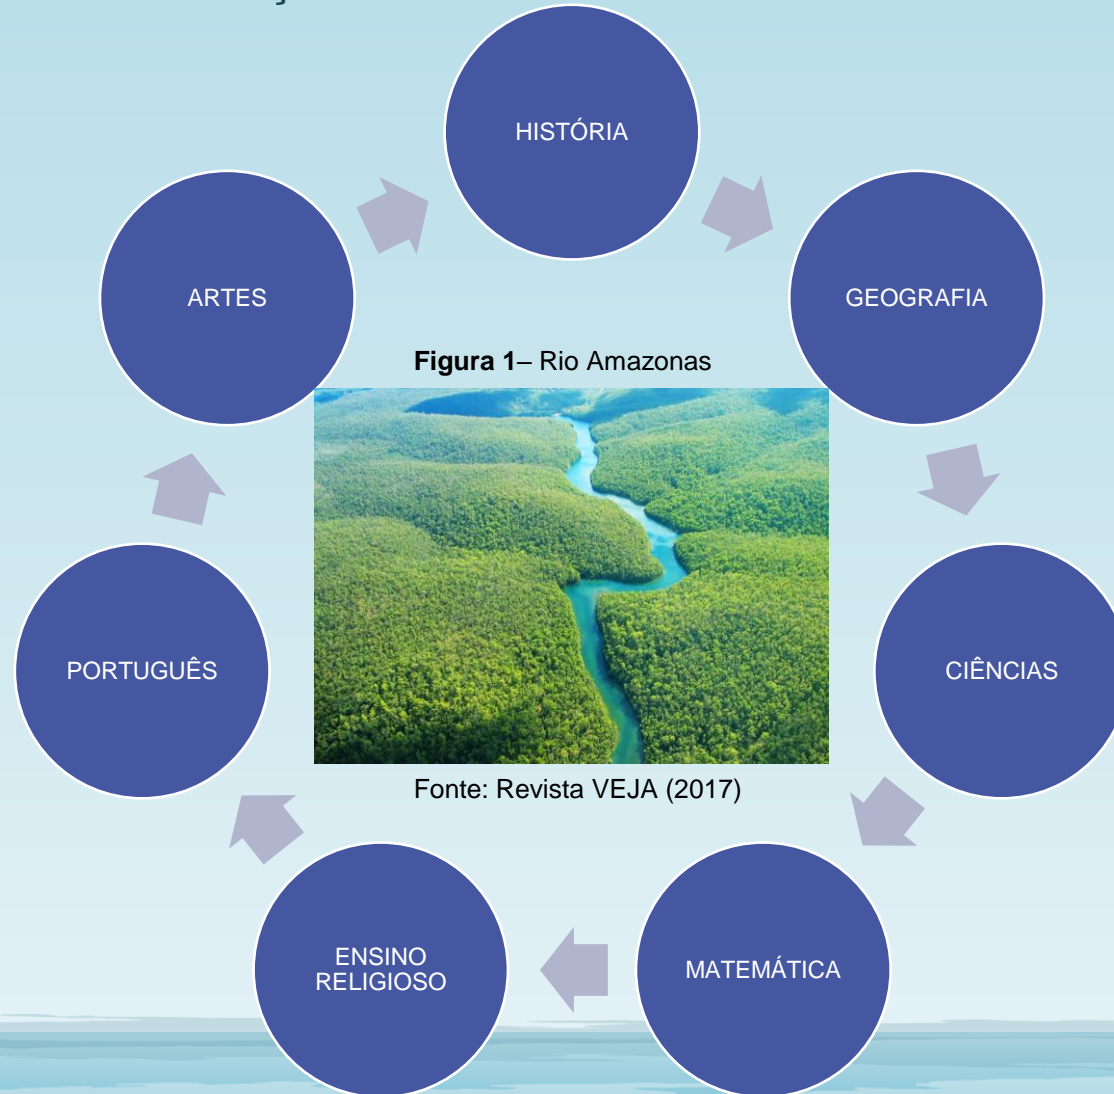 HISTÓRIA
ARTES
GEOGRAFIA
Figura 1– Rio Amazonas
PORTUGUÊS
CIÊNCIAS
Fonte: Revista VEJA (2017)
ENSINO
RELIGIOSO
MATEMÁTICA